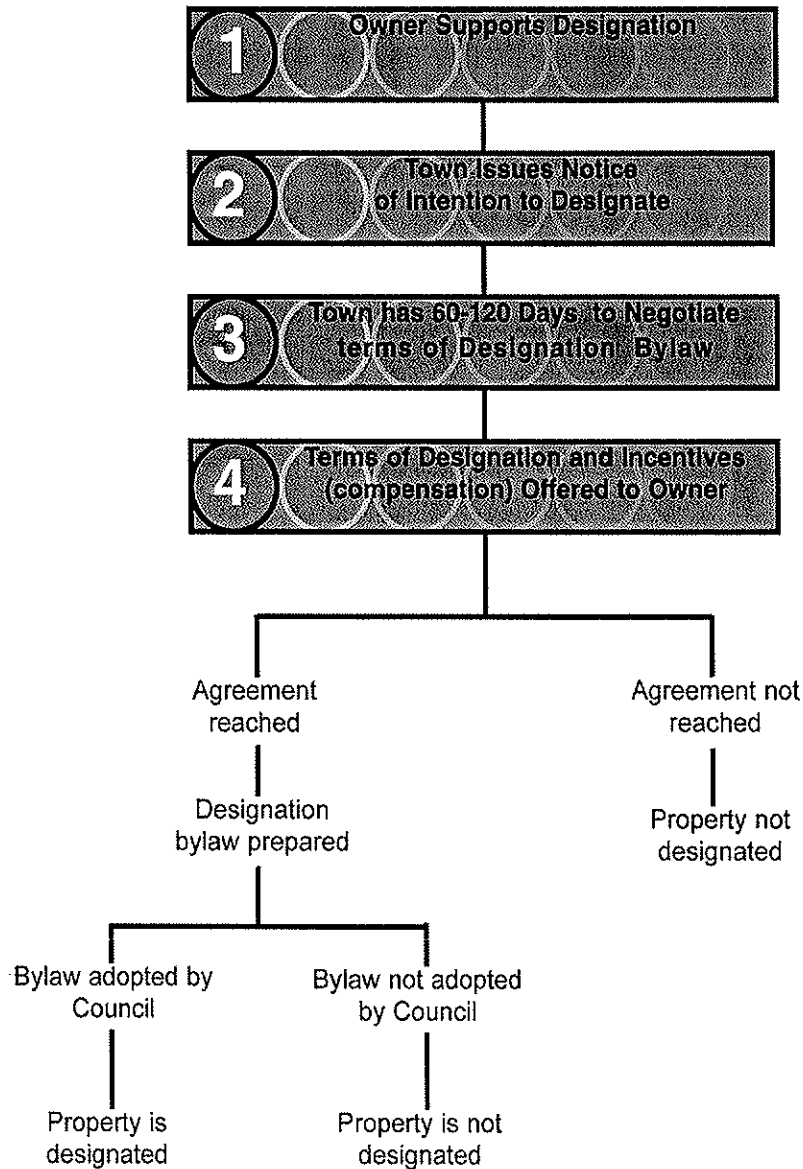 1
Owner Supports Designation
2
Town Issues Notice
of Intention to Designate
3
Town has 60-120 Days, to Negotiate
terms of Designation Bylaw
4
Terms of Designation and Incentives
(compensation) Offered to Owner
Agreement
reached
Agreement not
reached
Designation
bylaw prepared
Property not
designated
Bylaw adopted by
Council
Bylaw not adopted
by Council
Property is
designated
Property is not
designated